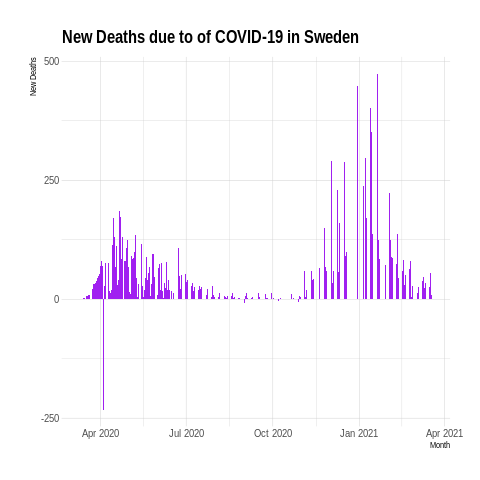 New Deaths due to of COVID-19 in Sweden
New Deaths
500
250
0
-250
Apr 2020
Jul 2020
Oct 2020
Jan 2021
Apr 2021
Month